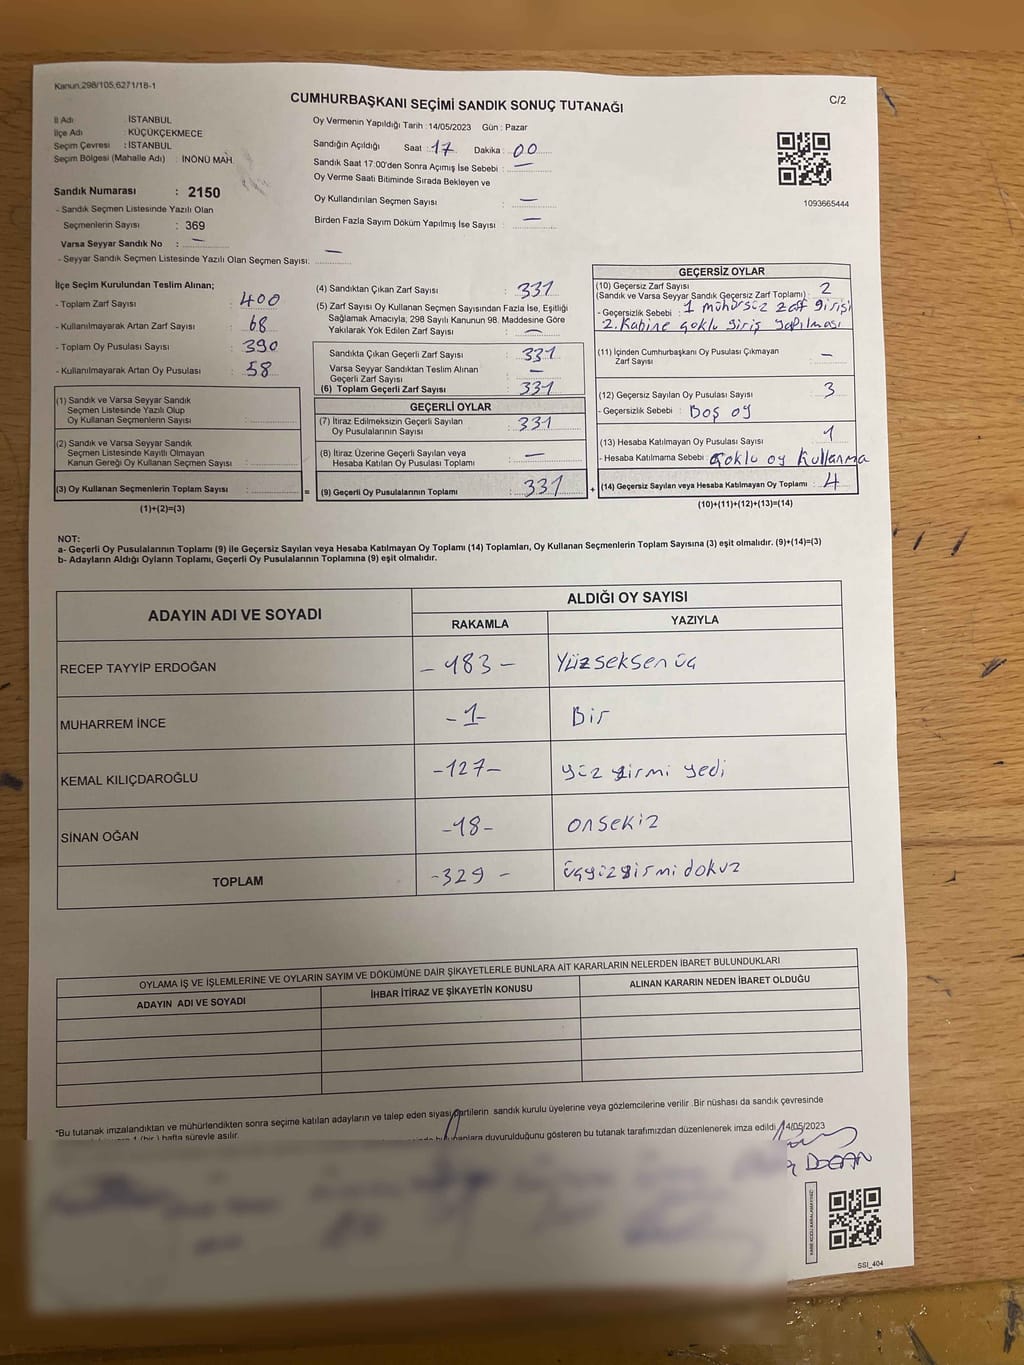 Kanun;298/105;6271/18-1
CUMHURBAŞKANI SEÇİMİ SANDIK SONUÇ TUTANAĞI
C/2
İl Adı : İSTANBUL
İlçe Adı : KÜÇÜKÇEKMECE
Seçim Çevresi : İSTANBUL
Seçim Bölgesi (Mahalle Adı) : İNÖNÜ MAH.
Sandık Numarası : 2150
- Sandık Seçmen Listesinde Yazılı Olan
Seçmenlerin Sayısı : 369
Varsa Seyyar Sandık No : —
- Seyyar Sandık Seçmen Listesinde Yazılı Olan Seçmen Sayısı: —
Oy Vermenin Yapıldığı Tarih : 14/05/2023 Gün : Pazar
Sandığın Açıldığı Saat : 17 Dakika : 00
Sandık Saat 17:00'den Sonra Açılmış İse Sebebi : —
Oy Verme Saati Bitiminde Sırada Bekleyen ve
Oy Kullandırılan Seçmen Sayısı : —
Birden Fazla Sayım Döküm Yapılmış İse Sayısı : —
1093665444
İlçe Seçim Kurulundan Teslim Alınan;
- Toplam Zarf Sayısı : 400
- Kullanılmayarak Artan Zarf Sayısı : 68
- Toplam Oy Pusulası Sayısı : 390
- Kullanılmayarak Artan Oy Pusulası : 58
(1) Sandık ve Varsa Seyyar Sandık
Seçmen Listesinde Yazılı Olup
Oy Kullanan Seçmenlerin Sayısı :
(2) Sandık ve Varsa Seyyar Sandık
Seçmen Listesinde Kayıtlı Olmayan
Kanun Gereği Oy Kullanan Seçmen Sayısı :
(3) Oy Kullanan Seçmenlerin Toplam Sayısı :
(1)+(2)=(3)
(4) Sandıktan Çıkan Zarf Sayısı : 331
(5) Zarf Sayısı Oy Kullanan Seçmen Sayısından Fazla İse, Eşitliği
Sağlamak Amacıyla, 298 Sayılı Kanunun 98. Maddesine Göre
Yakılarak Yok Edilen Zarf Sayısı : —
Sandıkta Çıkan Geçerli Zarf Sayısı : 331
Varsa Seyyar Sandıktan Teslim Alınan
Geçerli Zarf Sayısı : —
(6) Toplam Geçerli Zarf Sayısı : 331
GEÇERLİ OYLAR
(7) İtiraz Edilmeksizin Geçerli Sayılan
Oy Pusulalarının Sayısı : 331
(8) İtiraz Üzerine Geçerli Sayılan veya
Hesaba Katılan Oy Pusulası Toplamı : —
= (9) Geçerli Oy Pusulalarının Toplamı : 331 +
GEÇERSİZ OYLAR
(10) Geçersiz Zarf Sayısı : 2
(Sandık ve Varsa Seyyar Sandık Geçersiz Zarf Toplamı)
- Geçersizlik Sebebi : 1 mühürsüz zarf girişi
2. Kabine çoklu giriş yapılması
(11) İçinden Cumhurbaşkanı Oy Pusulası Çıkmayan
Zarf Sayısı : —
(12) Geçersiz Sayılan Oy Pusulası Sayısı : 3
- Geçersizlik Sebebi : Boş oy
(13) Hesaba Katılmayan Oy Pusulası Sayısı : 1
- Hesaba Katılmama Sebebi : Çoklu oy Kullanma
(14) Geçersiz Sayılan veya Hesaba Katılmayan Oy Toplamı : 4
(10)+(11)+(12)+(13)=(14)
NOT:
a- Geçerli Oy Pusulalarının Toplamı (9) ile Geçersiz Sayılan veya Hesaba Katılmayan Oy Toplamı (14) Toplamları, Oy Kullanan Seçmenlerin Toplam Sayısına (3) eşit olmalıdır. (9)+(14)=(3)
b- Adayların Aldığı Oyların Toplamı, Geçerli Oy Pusulalarının Toplamına (9) eşit olmalıdır.
ADAYIN ADI VE SOYADI
ALDIĞI OY SAYISI
RAKAMLA YAZIYLA
RECEP TAYYİP ERDOĞAN -183- Yüzseksen üç
MUHARREM İNCE -1- Bir
KEMAL KILIÇDAROĞLU -127- yüz yirmi yedi
SİNAN OĞAN -18- onsekiz
TOPLAM -329- üçyüzyirmi dokuz
OYLAMA İŞ VE İŞLEMLERİNE VE OYLARIN SAYIM VE DÖKÜMÜNE DAİR ŞİKAYETLERLE BUNLARA AİT KARARLARIN NELERDEN İBARET BULUNDUKLARI
ADAYIN ADI VE SOYADI İHBAR İTİRAZ VE ŞİKAYETİN KONUSU ALINAN KARARIN NEDEN İBARET OLDUĞU
*Bu tutanak imzalandıktan ve mühürlendikten sonra seçime katılan adayların ve talep eden siyasi partilerin sandık kurulu üyelerine veya gözlemcilerine verilir .Bir nüshası da sandık çevresinde
1 (bir) hafta süreyle asılır.
duyurulduğunu gösteren bu tutanak tarafımızdan düzenlenerek imza edildi. 14/05/2023
DOĞAN
SSI_404